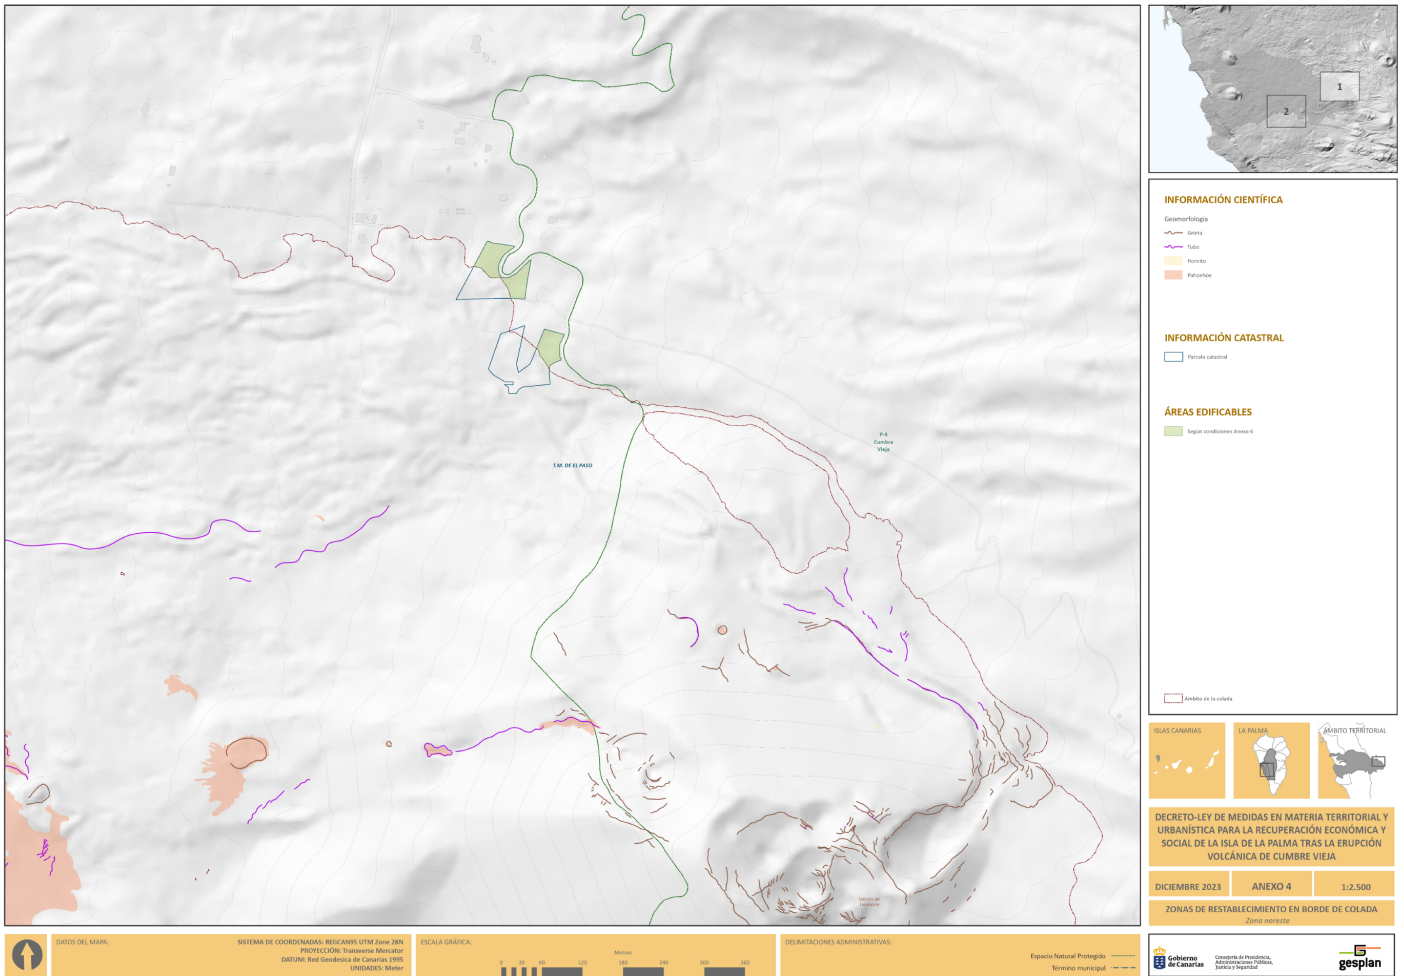 1
2
INFORMACIÓN CIENTÍFICA
Geomorfología
Grieta
Tubo
Hornito
Pahoehoe
INFORMACIÓN CATASTRAL
Parcela catastral
ÁREAS EDIFICABLES
Según condiciones Anexo 6
Ámbito de la colada
P-4
Cumbre
Vieja
T.M. DE EL PASO
ISLAS CANARIAS
LA PALMA
ÁMBITO TERRITORIAL
DECRETO-LEY DE MEDIDAS EN MATERIA TERRITORIAL Y
URBANÍSTICA PARA LA RECUPERACIÓN ECONÓMICA Y
SOCIAL DE LA ISLA DE LA PALMA TRAS LA ERUPCIÓN
VOLCÁNICA DE CUMBRE VIEJA
DICIEMBRE 2023
ANEXO 4
1:2.500
ZONAS DE RESTABLECIMIENTO EN BORDE DE COLADA
Zona noreste
DATOS DEL MAPA:
SISTEMA DE COORDENADAS: REGCAN95 UTM Zone 28N
PROYECCIÓN: Transverse Mercator
DATUM: Red Geodesica de Canarias 1995
UNIDADES: Meter
ESCALA GRÁFICA:
Metros
0 30 60 120 180 240 300 360
DELIMITACIONES ADMINISTRATIVAS:
Espacio Natural Protegido
Término municipal
Gobierno
de Canarias
Consejería de Presidencia,
Administraciones Públicas,
Justicia y Seguridad
gesplan